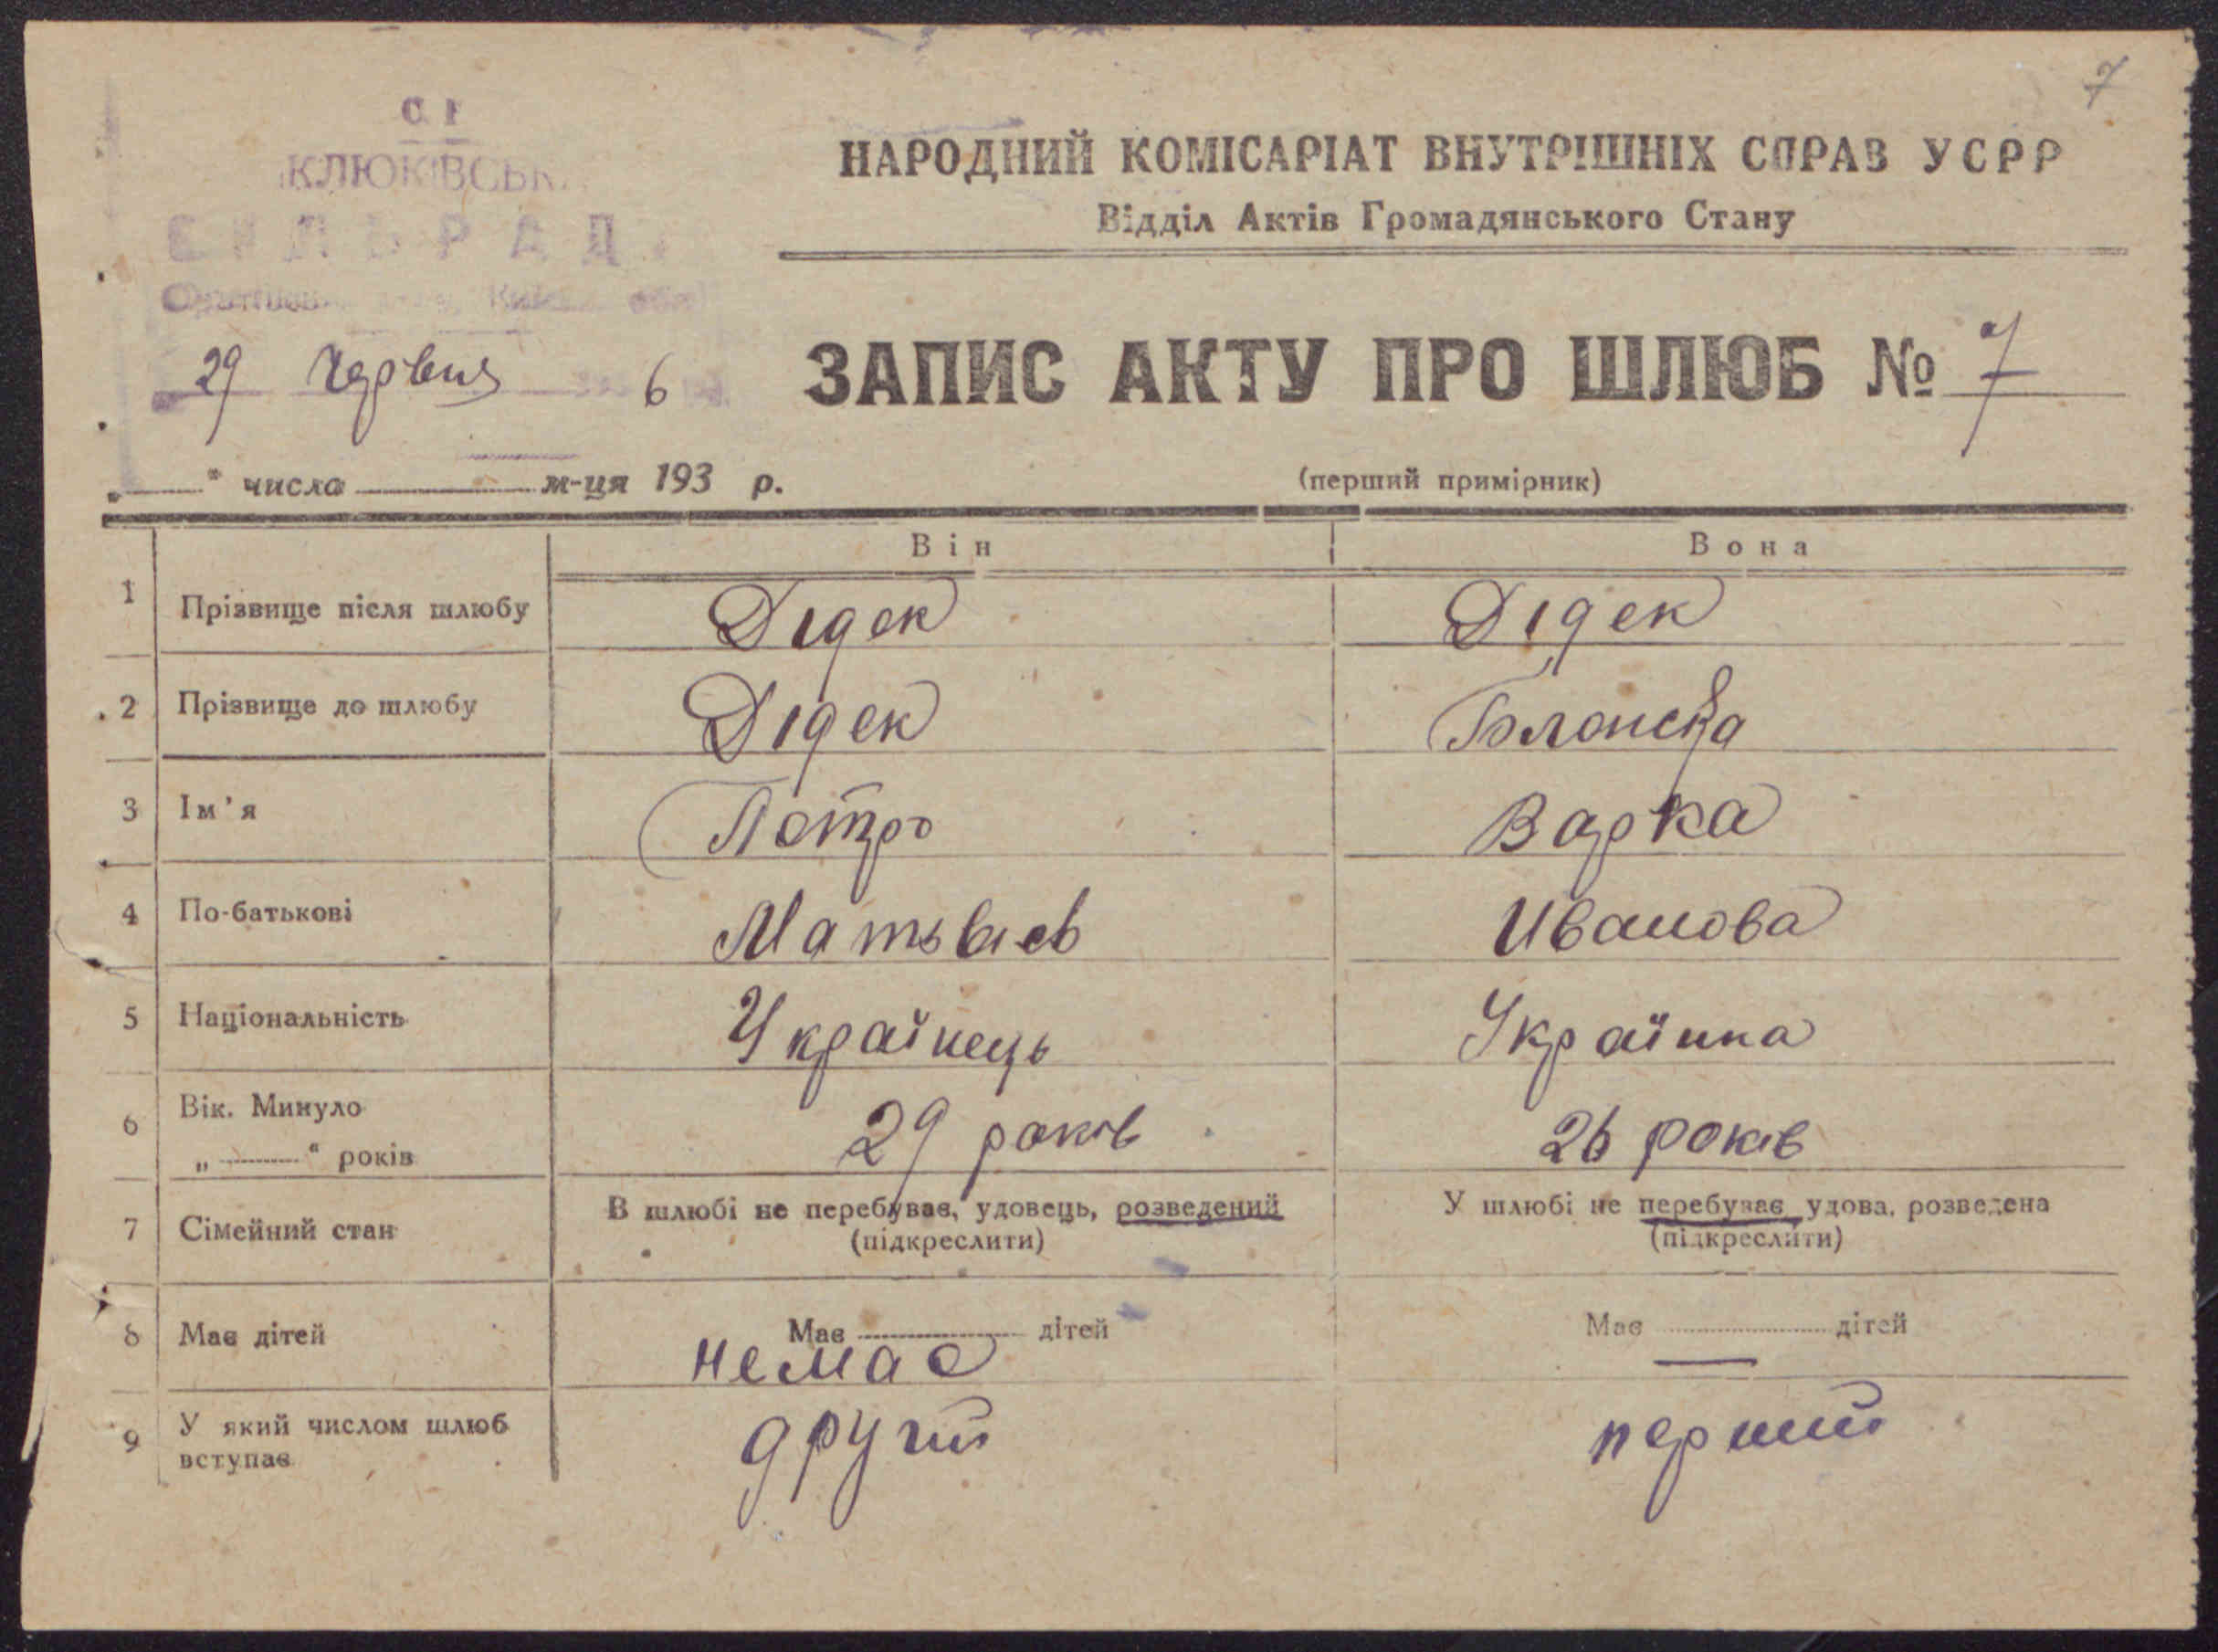 7
КЛЮКІВСЬК
СІЛЬРАДА
29 Червня 6
НАРОДНИЙ КОМІСАРІАТ ВНУТРІШНІХ СПРАВ УСРР
Відділ Актів Громадянського Стану
ЗАПИС АКТУ ПРО ШЛЮБ № 7
„ “ числа м-ця 193 р.
(перший примірник)
Він Вона
1 Прізвище після шлюбу Дідек Дідек
2 Прізвище до шлюбу Дідек Блонска
3 Ім'я Петро Варка
4 По-батькові Матвієв Иванова
5 Національність Українець Українка
6 Вік. Минуло
„ “ років 29 років 26 років
7 Сімейний стан В шлюбі не перебуває, удовець, розведений У шлюбі не перебуває удова, розведена
(підкреслити) (підкреслити)
8 Має дітей Має дітей Має дітей
немає —
9 У який числом шлюб
вступає другий перший